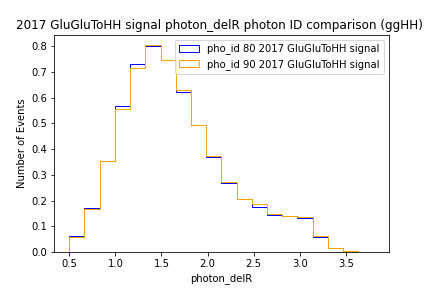 2017 GluGluToHH signal photon_delR photon ID comparison (ggHH)
pho_id 80 2017 GluGluToHH signal
pho_id 90 2017 GluGluToHH signal
Number of Events
0.8
0.7
0.6
0.5
0.4
0.3
0.2
0.1
0.0
0.5 1.0 1.5 2.0 2.5 3.0 3.5
photon_delR